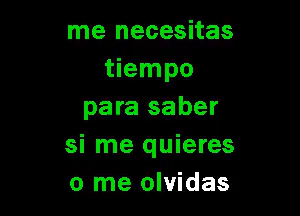 me necesitas
tiempo
para saber
si me quieres
o me olvidas